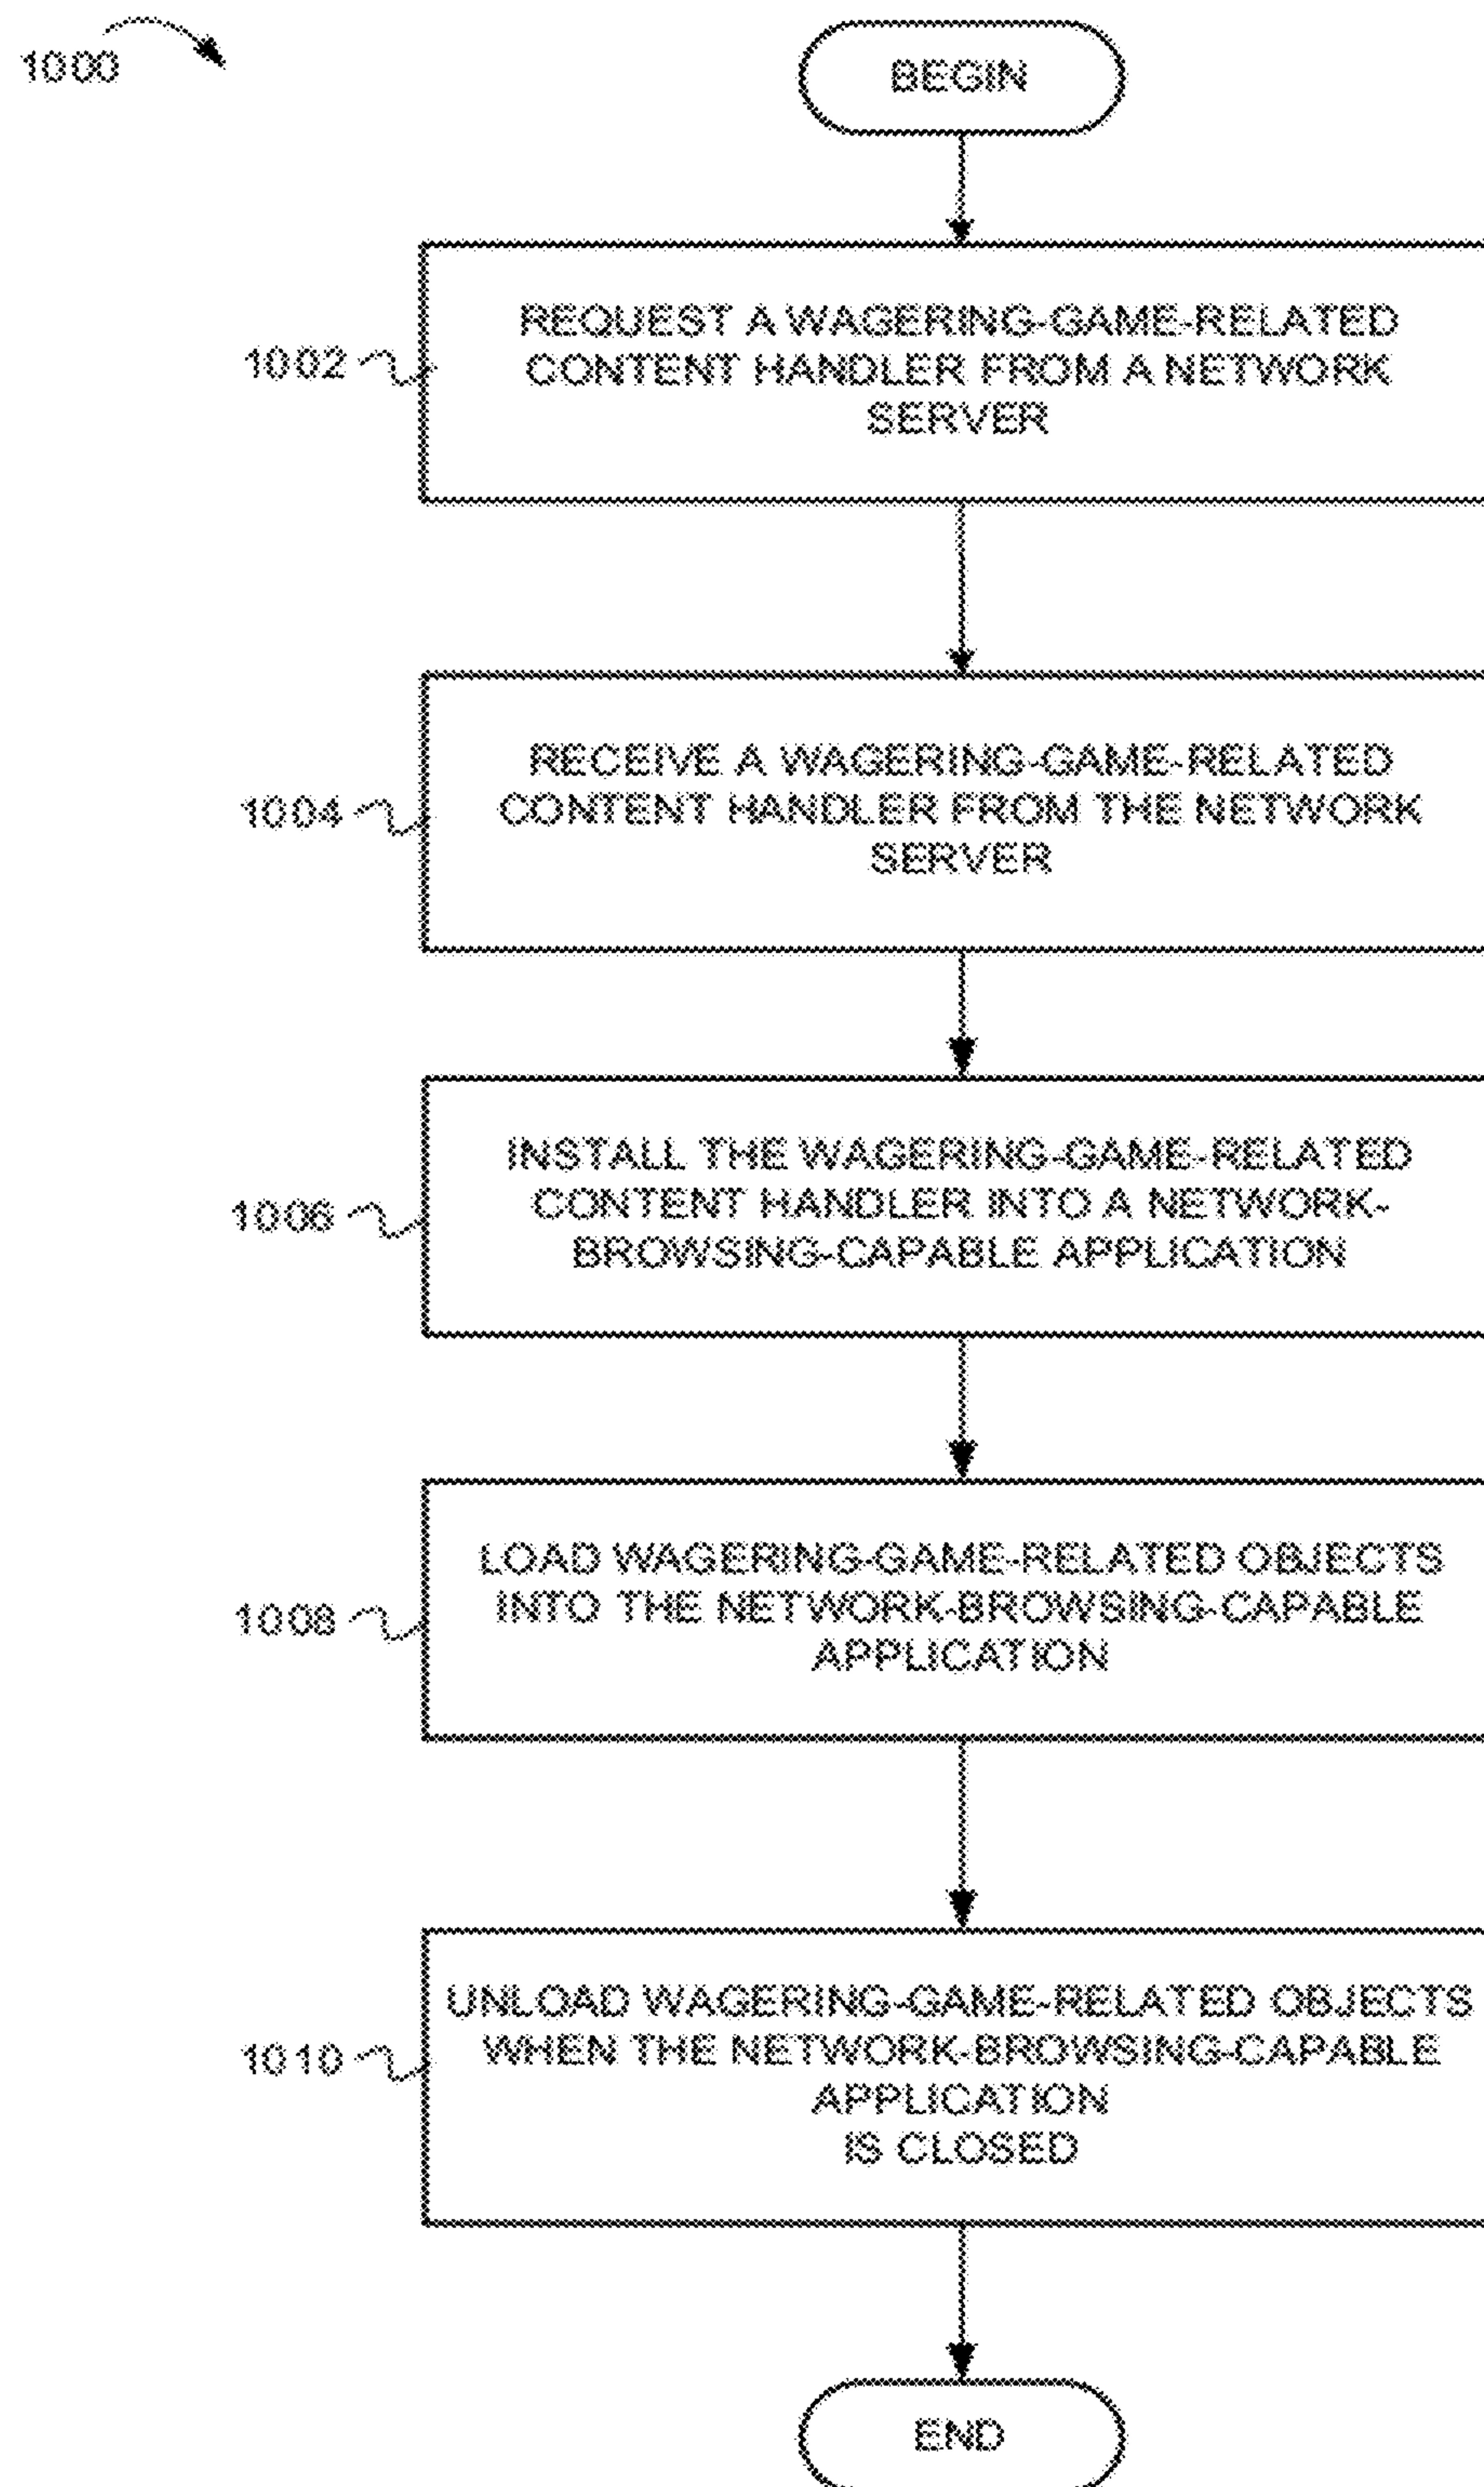 1000
BEGIN
1002
REQUEST A WAGERING-GAME-RELATED
CONTENT HANDLER FROM A NETWORK
SERVER
1004
RECEIVE A WAGERING-GAME-RELATED
CONTENT HANDLER FROM THE NETWORK
SERVER
1006
INSTALL THE WAGERING-GAME-RELATED
CONTENT HANDLER INTO A NETWORK-
BROWSING-CAPABLE APPLICATION
1008
LOAD WAGERING-GAME-RELATED OBJECTS
INTO THE NETWORK-BROWSING-CAPABLE
APPLICATION
1010
UNLOAD WAGERING-GAME-RELATED OBJECTS
WHEN THE NETWORK-BROWSING-CAPABLE
APPLICATION
IS CLOSED
END